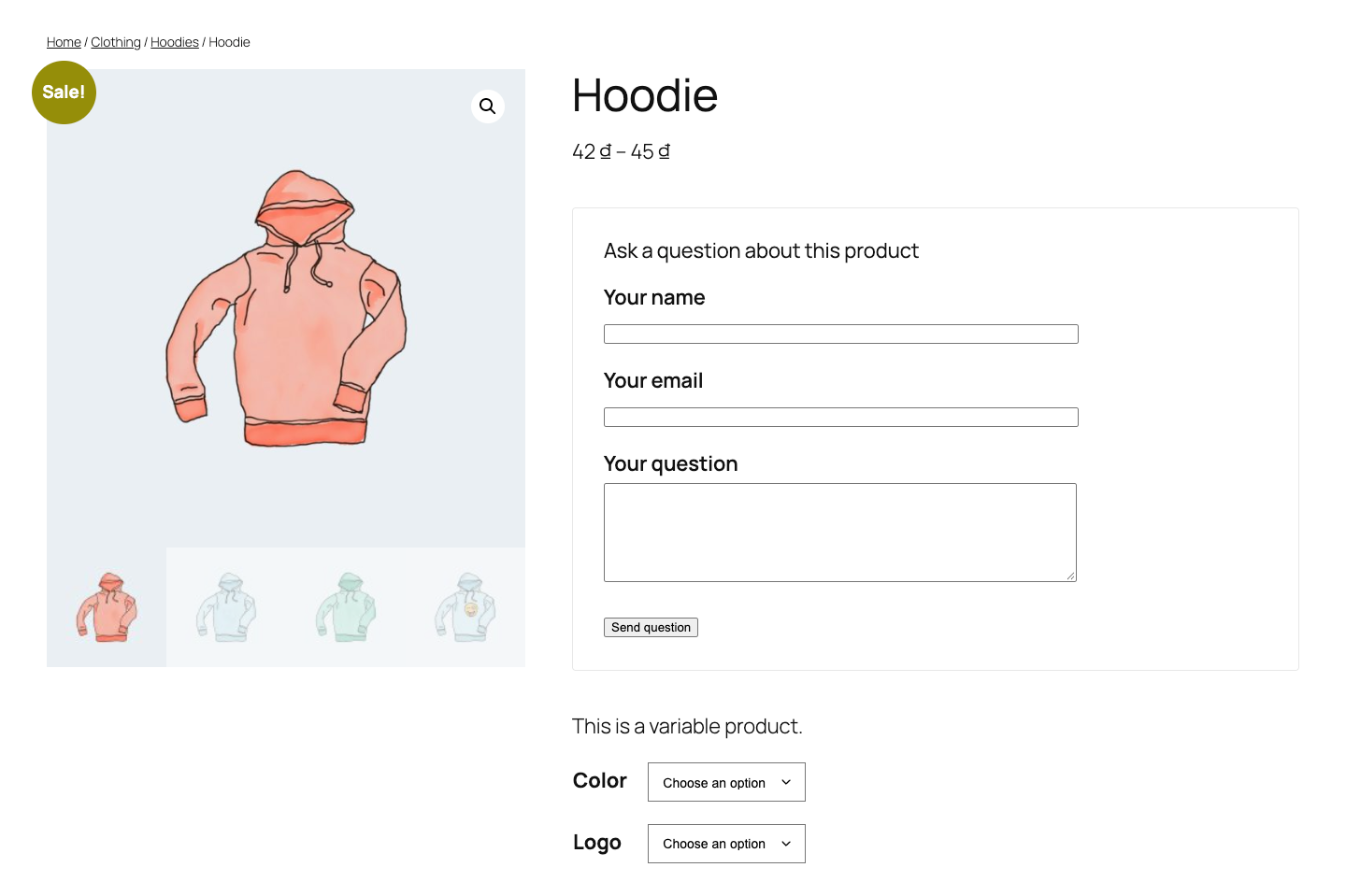 Home / Clothing / Hoodies / Hoodie
Sale!
Hoodie
42 ₫ – 45 ₫
Ask a question about this product
Your name
Your email
Your question
Send question
This is a variable product.
Color
Choose an option
Logo
Choose an option